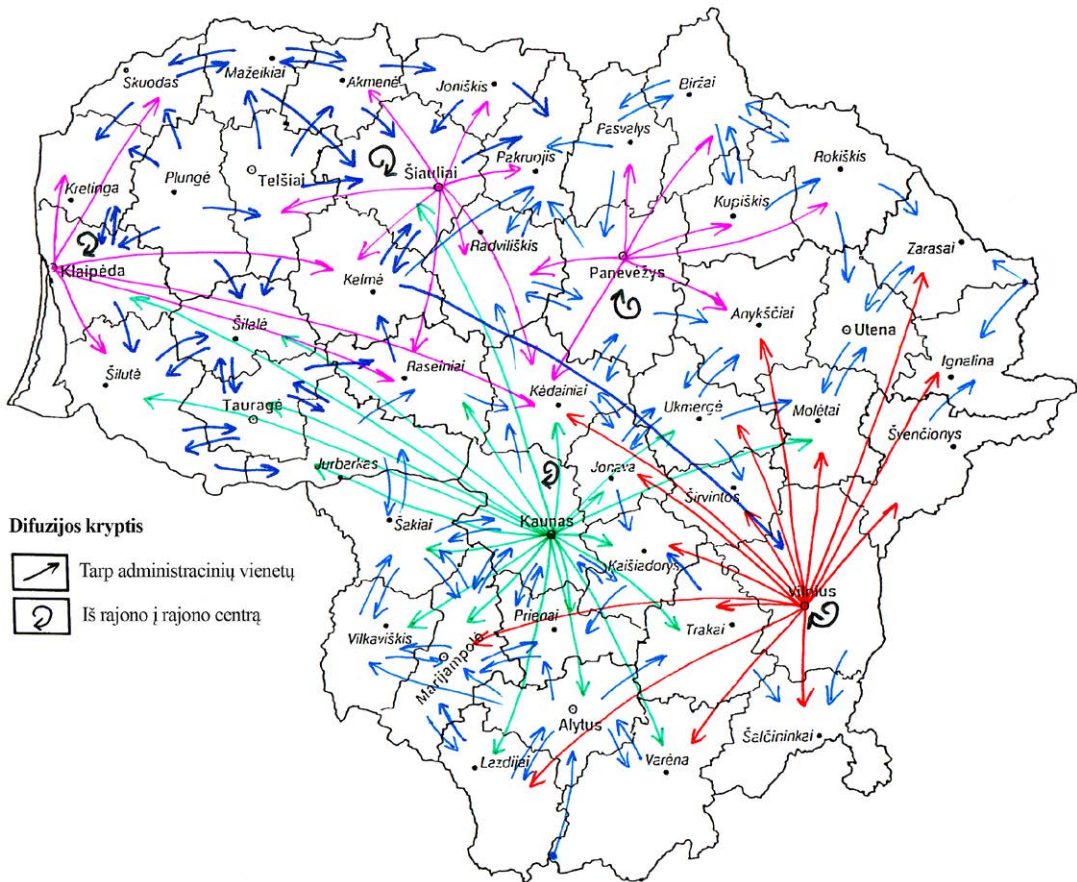 Skuodas
Mažeikiai
Akmenė
Joniškis
Biržai
Pasvelys
Pakruojis
Rokiškis
Kretinga
Plungė
Telšiai
Šiauliai
Radviliškis
Kupiškis
Zarasai
Klaipėda
Kelmė
Panevėžys
Anykščiai
Utena
Ignalina
Šilalė
Šilutė
Raseiniai
Kėdainiai
Ukmergė
Molėtai
Švenčionys
Tauragė
Jurbarkas
Jonava
Širvintos
Šakiai
Kaunas
Kaišiadorys
Vilnius
Difuzijos kryptis
Tarp administracinių vienetų
Iš rajono į rajono centrą
Vilkaviškis
Marijampolė
Prienai
Trakai
Alytus
Lazdijai
Varėna
Šalčininkai